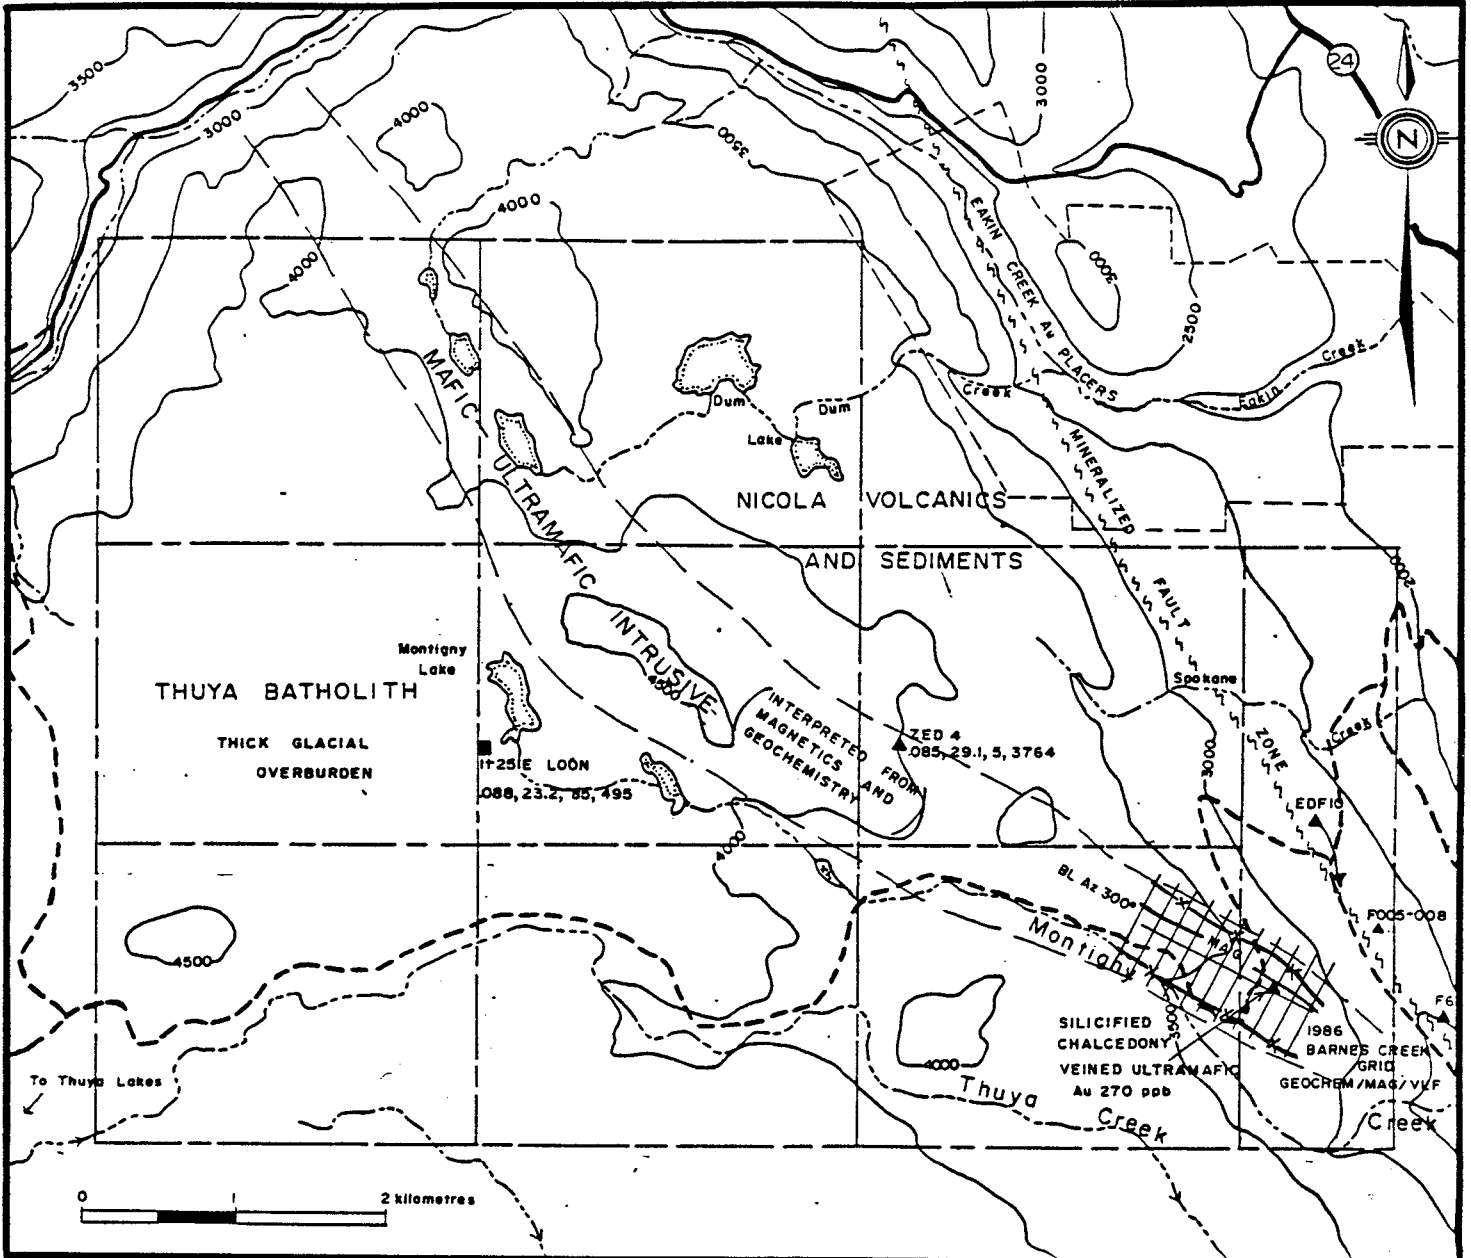 3500
3000
4000
3000
24
N
3500
4000
4000
3000
2500
EAKIN CREEK Au PLACERS
Creek
Eakin
MAFIC
Dum
Dum
Creek
Lake
MINERALIZED
ULTRAMAFIC
NICOLA VOLCANICS
AND SEDIMENTS
2000
FAULT
INTRUSIVE
4500
Montigny
Lake
THUYA BATHOLITH
Spokane
Creek
THICK GLACIAL
OVERBURDEN
INTERPRETED FROM
MAGNETICS AND
GEOCHEMISTRY
ZED 4
.085, 29.1, 5, 3764
ZONE
3000
1+25E LOON
.088, 23.2, 85, 495
EDF10
4000
BL Az 300°
F005-008
Montigny
MAG
4500
F6
SILICIFIED
CHALCEDONY
VEINED ULTRAMAFIC
Au 270 ppb
3500
1986
BARNES CREEK
GRID
GEOCHEM/MAG/VLF
4000
To Thuya Lakes
Thuya
Creek
Creek
0 1 2 kilometres